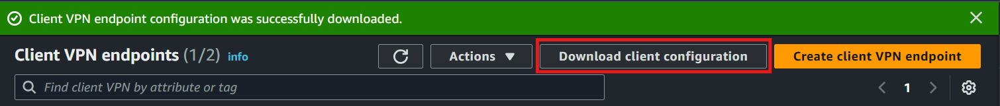 Client VPN endpoint configuration was successfully downloaded.
Client VPN endpoints (1/2) info Actions Download client configuration Create client VPN endpoint
Find client VPN by attribute or tag 1